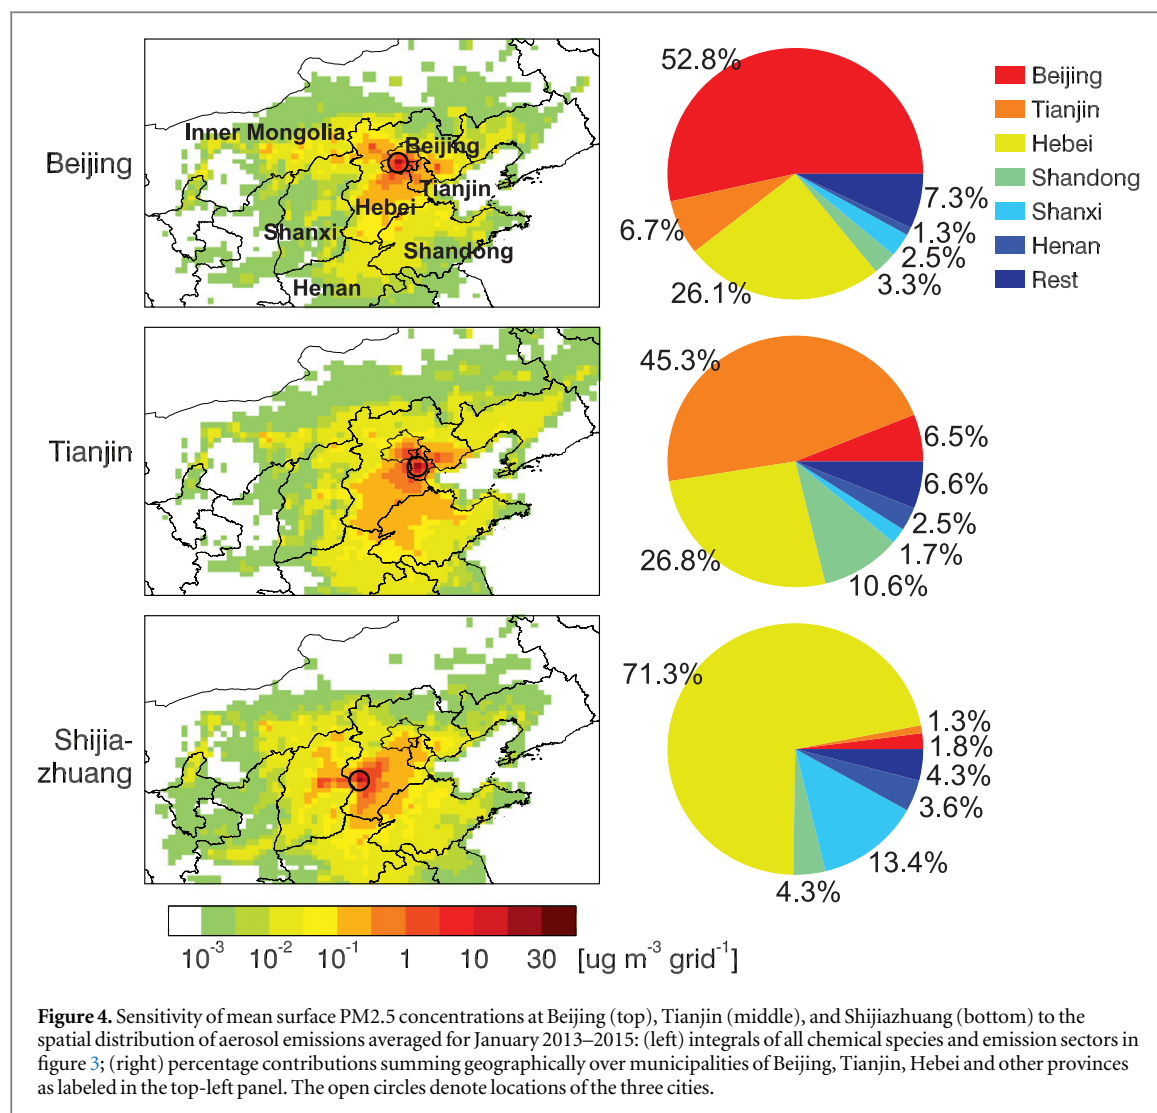 Beijing
Inner Mongolia
Beijing
Tianjin
Hebei
Shanxi
Shandong
Henan
52.8%
6.7%
26.1%
3.3%
2.5%
1.3%
7.3%
Beijing
Tianjin
Hebei
Shandong
Shanxi
Henan
Rest
Tianjin
45.3%
6.5%
6.6%
2.5%
1.7%
10.6%
26.8%
Shijia-
zhuang
71.3%
1.3%
1.8%
4.3%
3.6%
13.4%
4.3%
10⁻³ 10⁻² 10⁻¹ 1 10 30 [ug m⁻³ grid⁻¹]
Figure 4. Sensitivity of mean surface PM2.5 concentrations at Beijing (top), Tianjin (middle), and Shijiazhuang (bottom) to the
spatial distribution of aerosol emissions averaged for January 2013–2015: (left) integrals of all chemical species and emission sectors in
figure 3; (right) percentage contributions summing geographically over municipalities of Beijing, Tianjin, Hebei and other provinces
as labeled in the top-left panel. The open circles denote locations of the three cities.